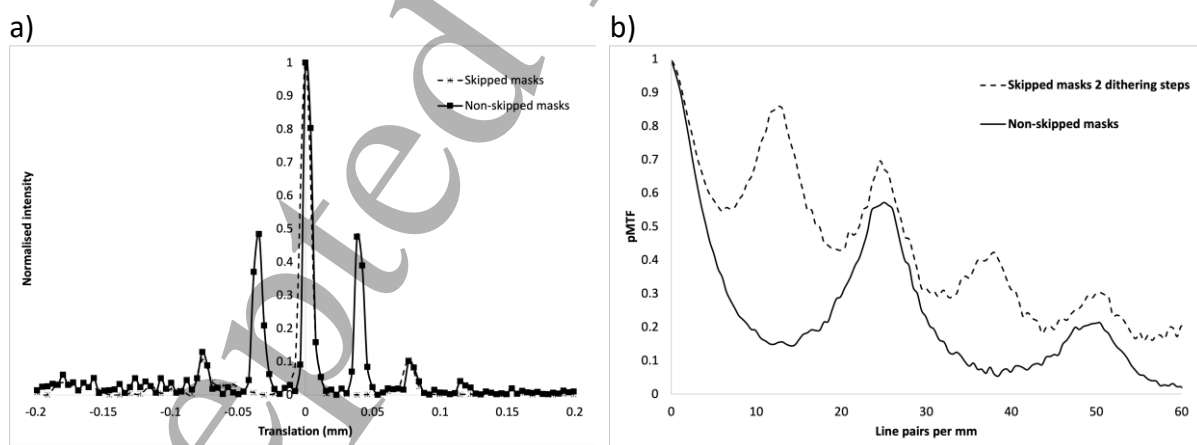 a)
b)
1
0.9
0.8
0.7
0.6
0.5
0.4
0.3
0.2
0.1
0
Normalised intensity
Skipped masks
Non-skipped masks
-0.2 -0.15 -0.1 -0.05 0 0.05 0.1 0.15 0.2
Translation (mm)
1
0.9
0.8
0.7
0.6
0.5
0.4
0.3
0.2
0.1
0
pMTF
Skipped masks 2 dithering steps
Non-skipped masks
0 10 20 30 40 50 60
Line pairs per mm
epted